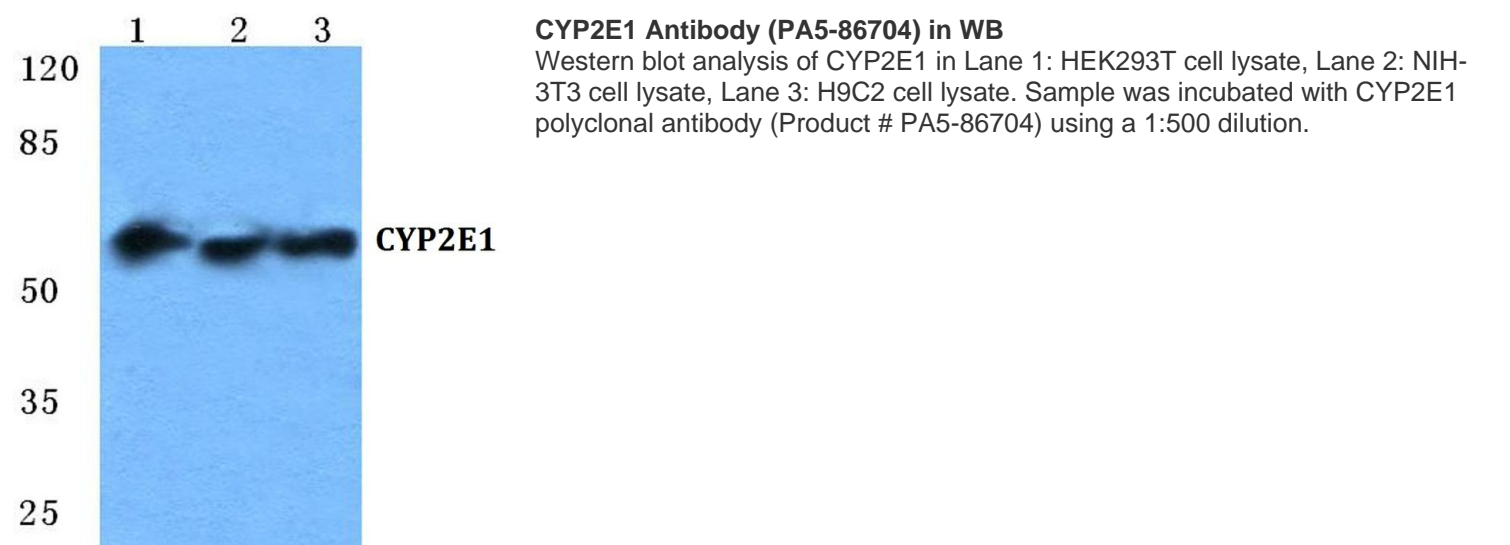 1 2 3
120
85
50
35
25
CYP2E1
CYP2E1 Antibody (PA5-86704) in WB
Western blot analysis of CYP2E1 in Lane 1: HEK293T cell lysate, Lane 2: NIH-
3T3 cell lysate, Lane 3: H9C2 cell lysate. Sample was incubated with CYP2E1
polyclonal antibody (Product # PA5-86704) using a 1:500 dilution.